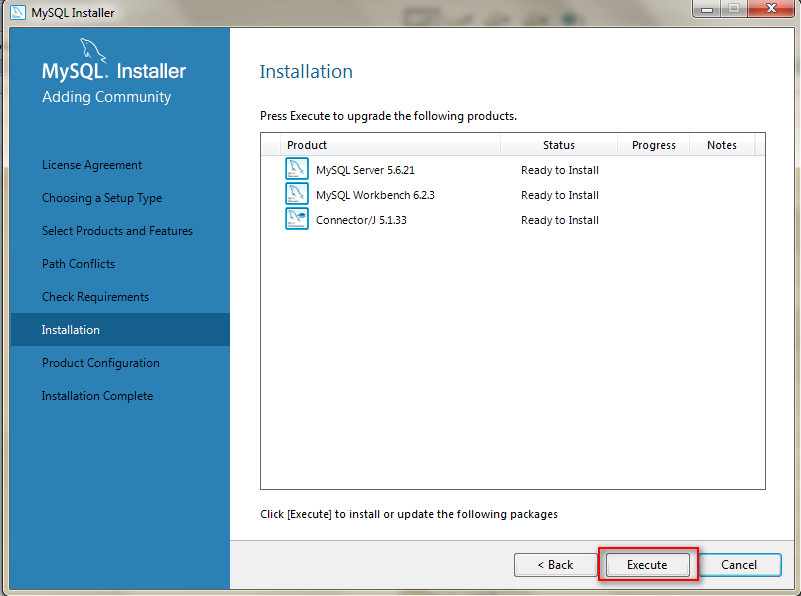 MySQL Installer
MySQL. Installer
Adding Community
License Agreement
Choosing a Setup Type
Select Products and Features
Path Conflicts
Check Requirements
Installation
Product Configuration
Installation Complete
Installation
Press Execute to upgrade the following products.
Product Status Progress Notes
MySQL Server 5.6.21 Ready to Install
MySQL Workbench 6.2.3 Ready to Install
Connector/J 5.1.33 Ready to Install
Click [Execute] to install or update the following packages
< Back Execute Cancel